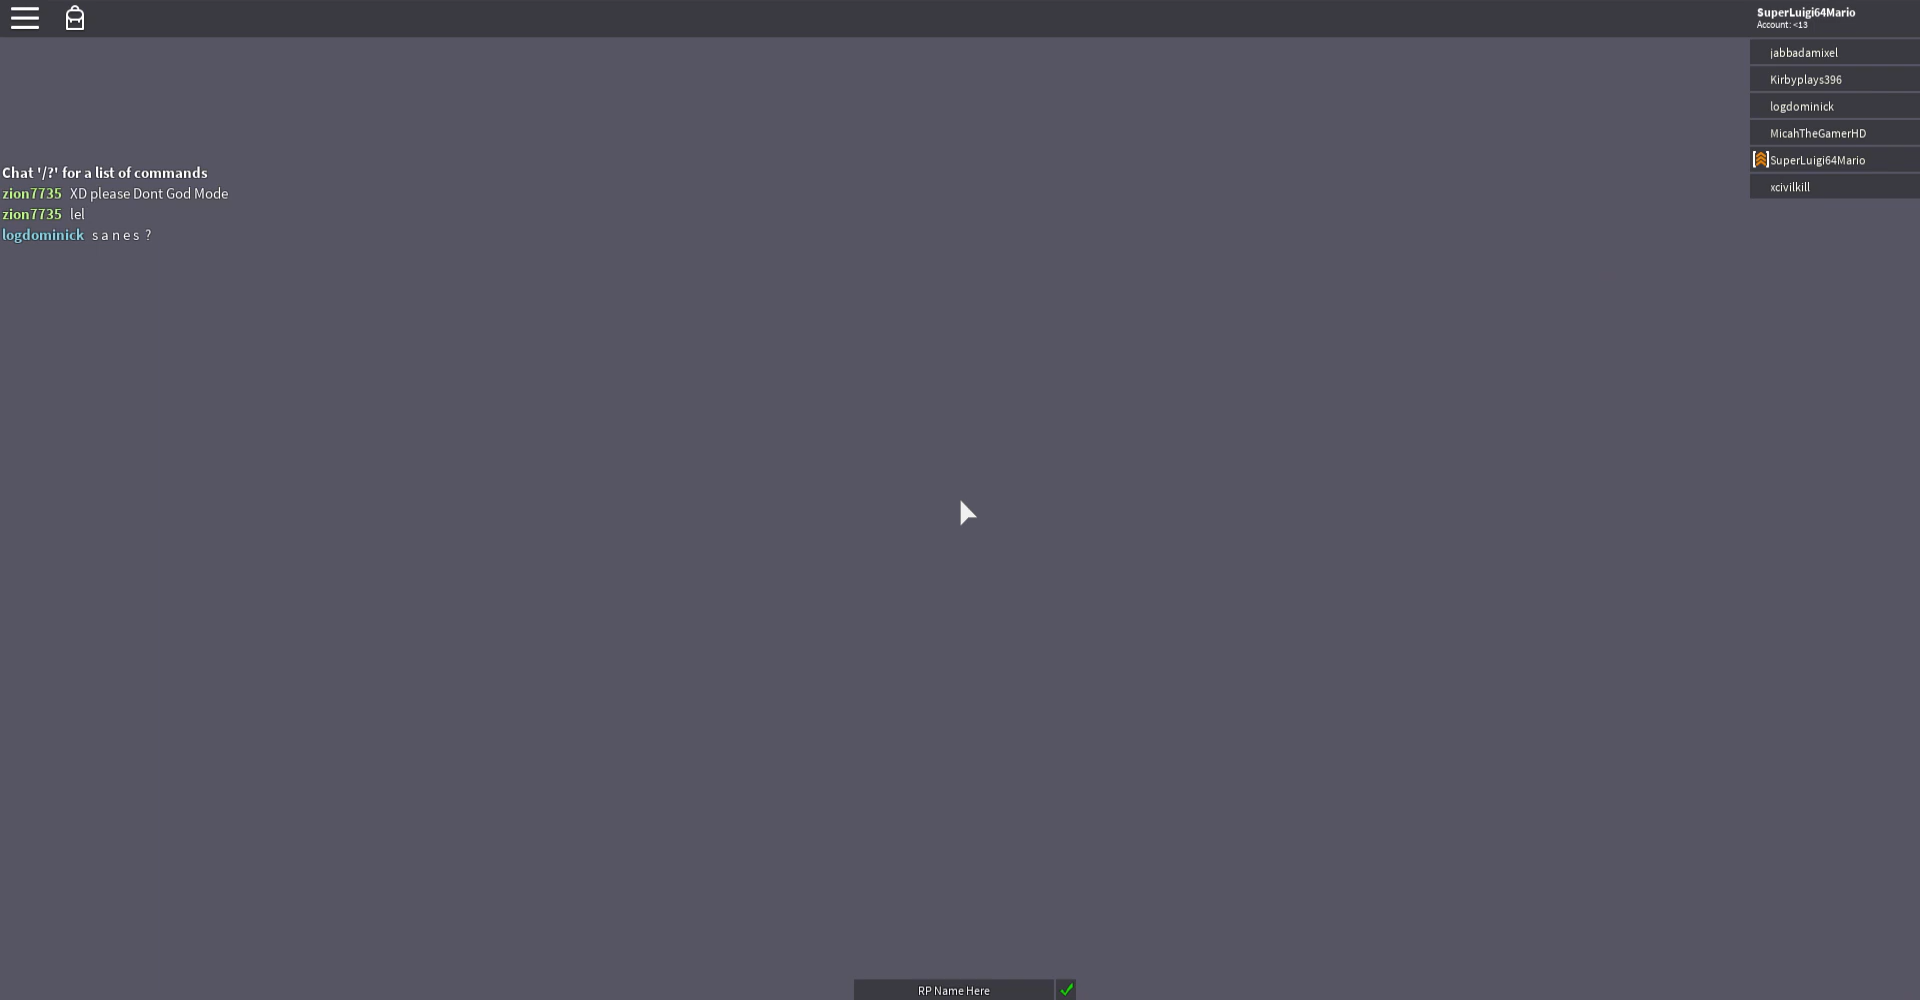 SuperLuigi64Mario
Account: <13
jabbadamixel
Kirbyplays396
logdominick
MicahTheGamerHD
SuperLuigi64Mario
xcivilkill
Chat '/?' for a list of commands
zion7735 XD please Dont God Mode
zion7735 lel
logdominick s a n e s ?
RP Name Here